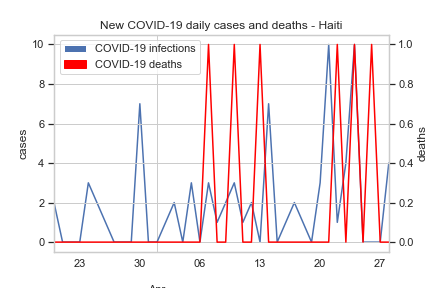 New COVID-19 daily cases and deaths - Haiti
COVID-19 infections
COVID-19 deaths
cases
10
8
6
4
2
0
deaths
1.0
0.8
0.6
0.4
0.2
0.0
23 30 06 13 20 27